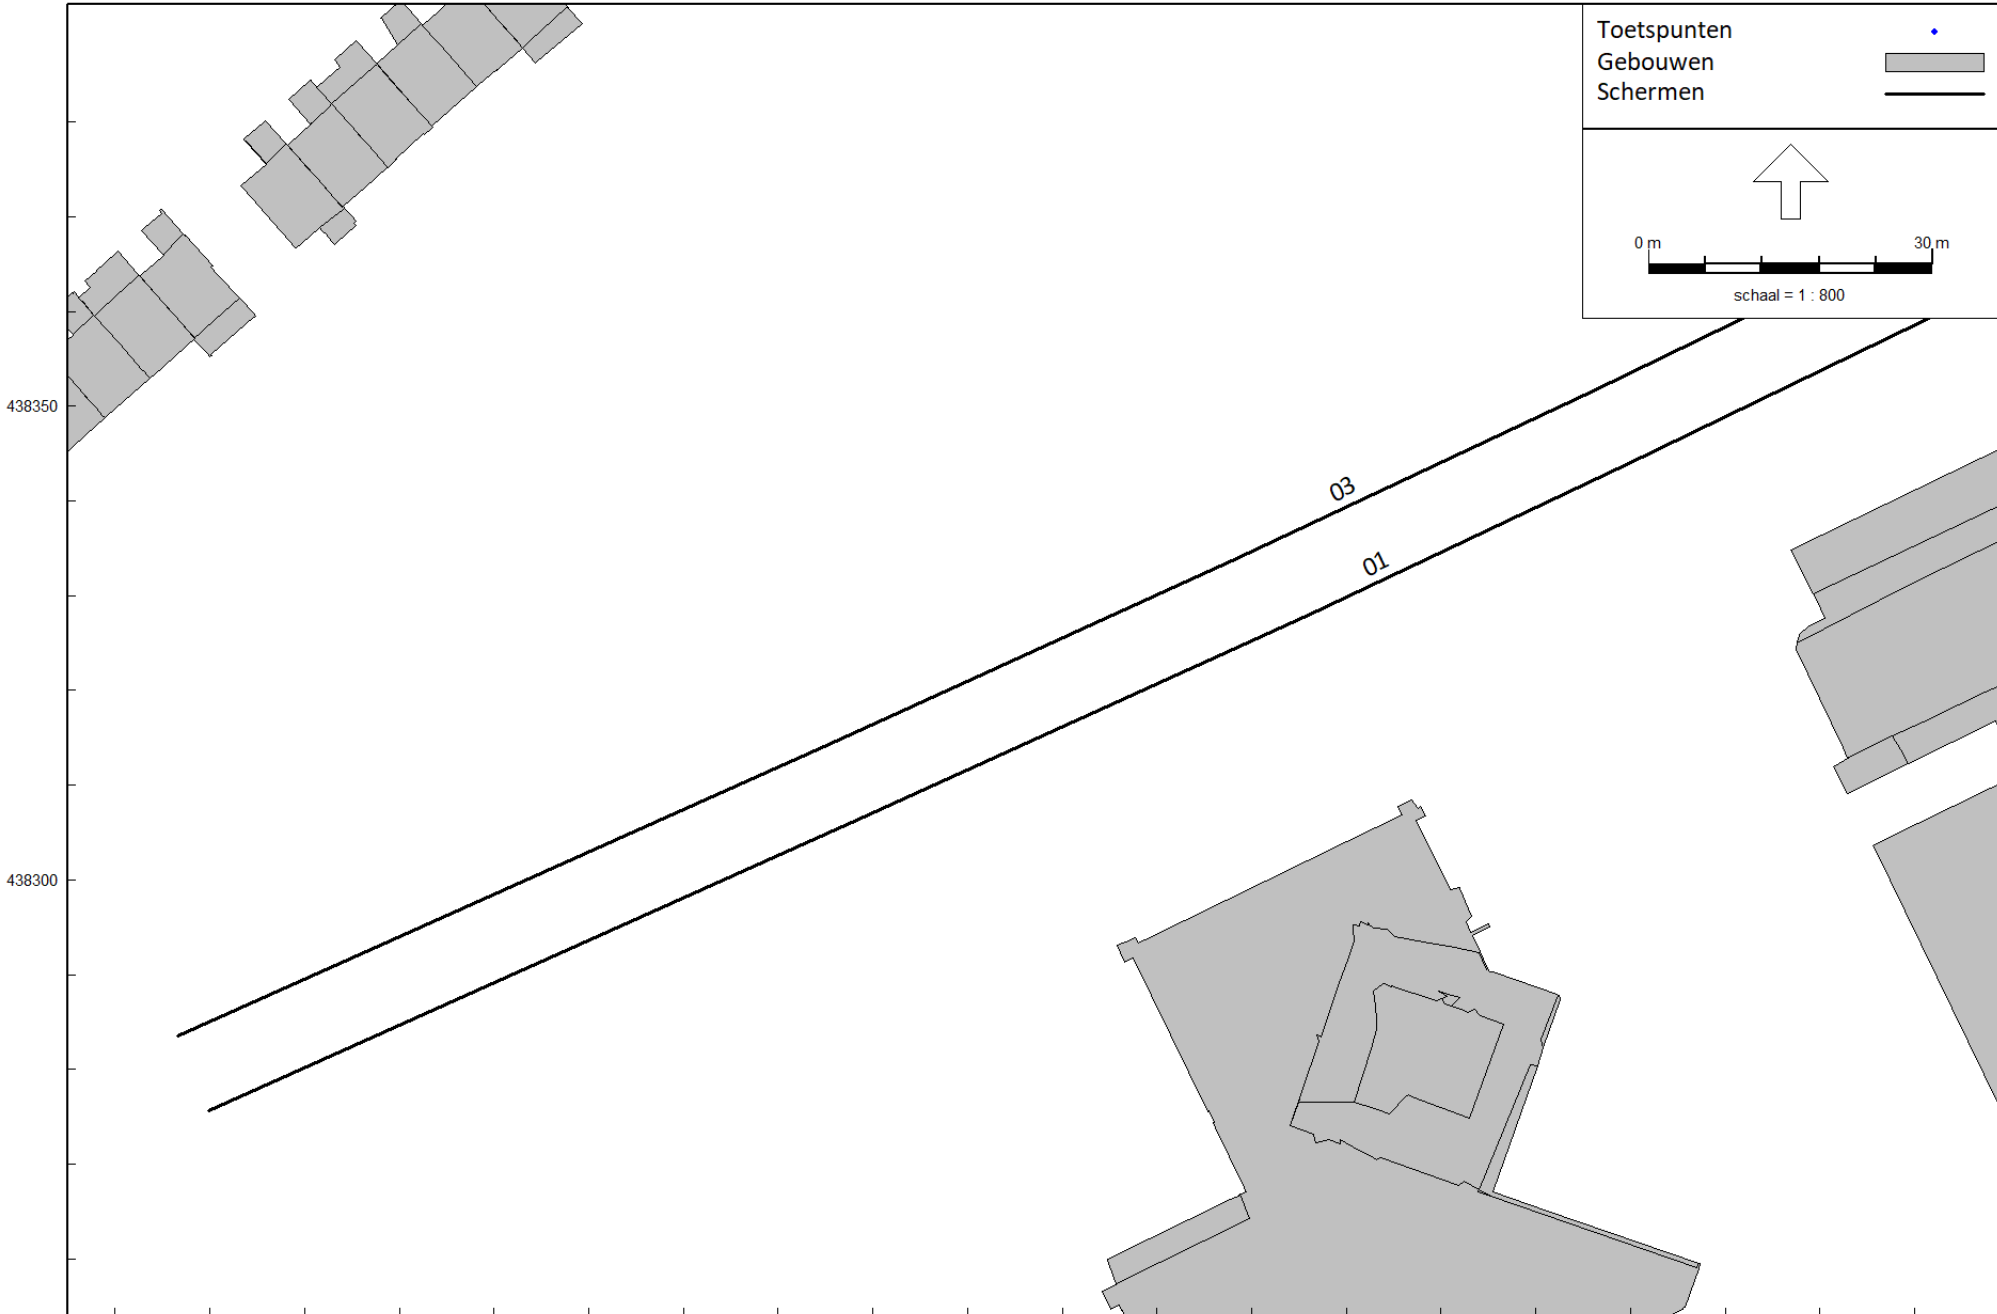 Toetspunten
Gebouwen
Schermen
0 m 30 m
schaal = 1 : 800
438350
03
01
438300